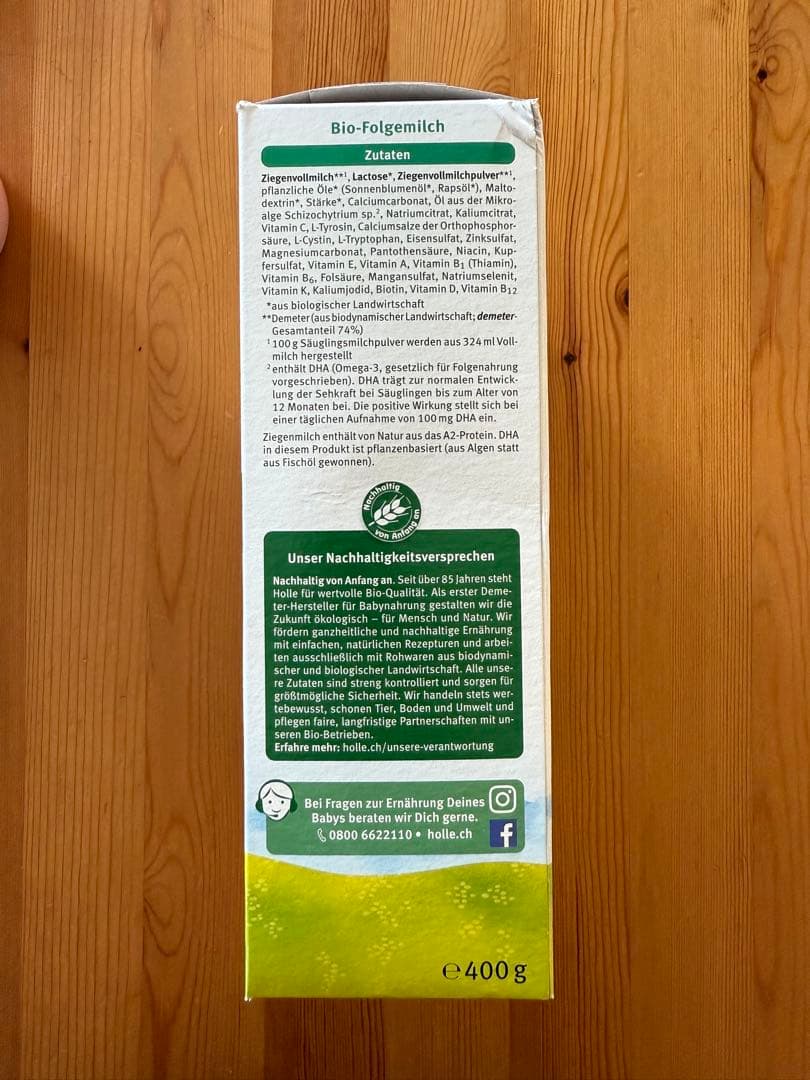 Bio-Folgemilch
Zutaten
Ziegenvollmilch**¹, Lactose*, Ziegenvollmilchpulver**¹,
pflanzliche Öle* (Sonnenblumenöl*, Rapsöl*), Malto-
dextrin*, Stärke*, Calciumcarbonat, Öl aus der Mikro-
alge Schizochytrium sp.², Natriumcitrat, Kaliumcitrat,
Vitamin C, L-Tyrosin, Calciumsalze der Orthophosphor-
säure, L-Cystin, L-Tryptophan, Eisensulfat, Zinksulfat,
Magnesiumcarbonat, Pantothensäure, Niacin, Kup-
fersulfat, Vitamin E, Vitamin A, Vitamin B₁ (Thiamin),
Vitamin B₆, Folsäure, Mangansulfat, Natriumselenit,
Vitamin K, Kaliumjodid, Biotin, Vitamin D, Vitamin B₁₂
*aus biologischer Landwirtschaft
**Demeter (aus biodynamischer Landwirtschaft; demeter-
Gesamtanteil 74%)
¹ 100 g Säuglingsmilchpulver werden aus 324 ml Voll-
milch hergestellt
² enthält DHA (Omega-3, gesetzlich für Folgenahrung
vorgeschrieben). DHA trägt zur normalen Entwick-
lung der Sehkraft bei Säuglingen bis zum Alter von
12 Monaten bei. Die positive Wirkung stellt sich bei
einer täglichen Aufnahme von 100 mg DHA ein.
Ziegenmilch enthält von Natur aus das A2-Protein. DHA
in diesem Produkt ist pflanzenbasiert (aus Algen statt
aus Fischöl gewonnen).
Nachhaltig
von Anfang an
Unser Nachhaltigkeitsversprechen
Nachhaltig von Anfang an. Seit über 85 Jahren steht
Holle für wertvolle Bio-Qualität. Als erster Deme-
ter-Hersteller für Babynahrung gestalten wir die
Zukunft ökologisch – für Mensch und Natur. Wir
fördern ganzheitliche und nachhaltige Ernährung
mit einfachen, natürlichen Rezepturen und arbei-
ten ausschließlich mit Rohwaren aus biodynami-
scher und biologischer Landwirtschaft. Alle unse-
re Zutaten sind streng kontrolliert und sorgen für
größtmögliche Sicherheit. Wir handeln stets wer-
tebewusst, schonen Tier, Boden und Umwelt und
pflegen faire, langfristige Partnerschaften mit un-
seren Bio-Betrieben.
Erfahre mehr: holle.ch/unsere-verantwortung
Bei Fragen zur Ernährung Deines
Babys beraten wir Dich gerne.
0800 6622110 • holle.ch
℮400 g